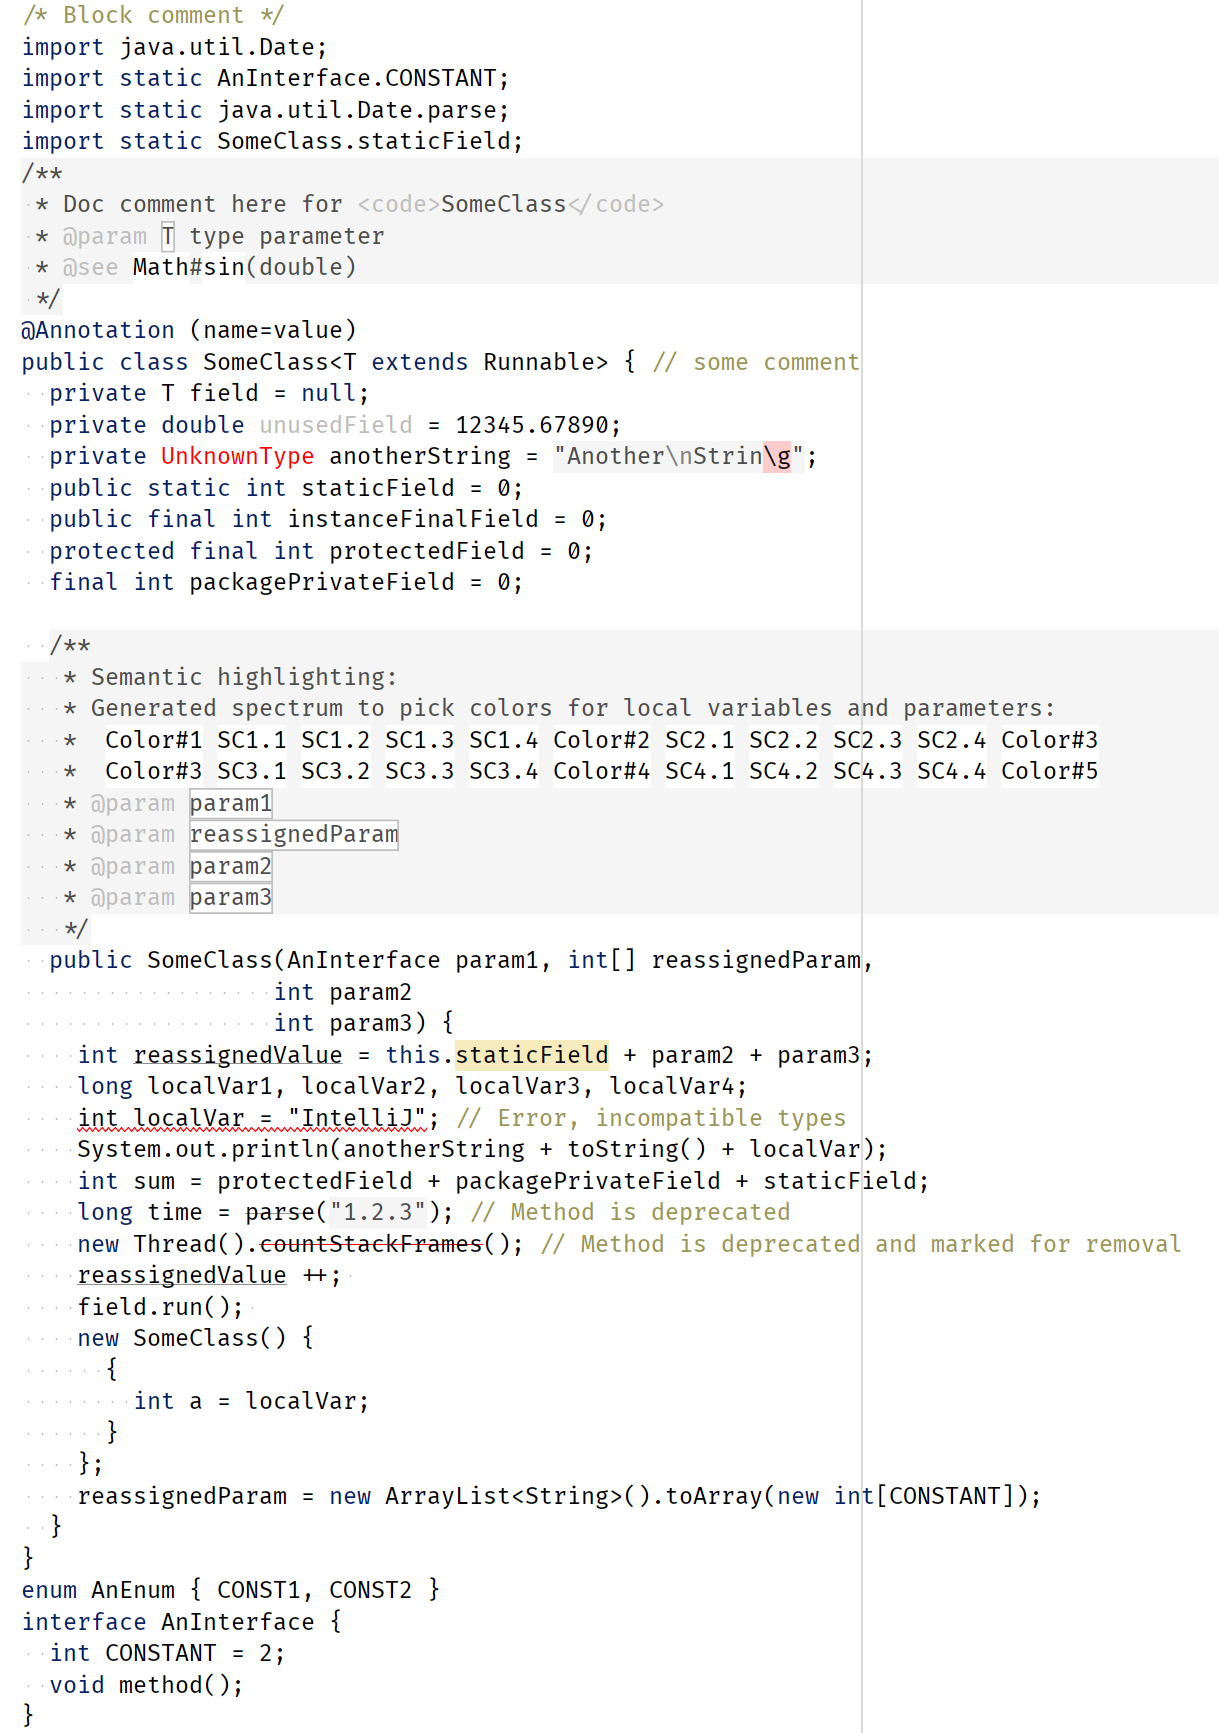 /* Block comment */
import java.util.Date;
import static AnInterface.CONSTANT;
import static java.util.Date.parse;
import static SomeClass.staticField;
/**
 * Doc comment here for <code>SomeClass</code>
 * @param T type parameter
 * @see Math#sin(double)
 */
@Annotation (name=value)
public class SomeClass<T extends Runnable> { // some comment
  private T field = null;
  private double unusedField = 12345.67890;
  private UnknownType anotherString = "Another\nStrin\g";
  public static int staticField = 0;
  public final int instanceFinalField = 0;
  protected final int protectedField = 0;
  final int packagePrivateField = 0;

  /**
   * Semantic highlighting:
   * Generated spectrum to pick colors for local variables and parameters:
   *  Color#1 SC1.1 SC1.2 SC1.3 SC1.4 Color#2 SC2.1 SC2.2 SC2.3 SC2.4 Color#3
   *  Color#3 SC3.1 SC3.2 SC3.3 SC3.4 Color#4 SC4.1 SC4.2 SC4.3 SC4.4 Color#5
   * @param param1
   * @param reassignedParam
   * @param param2
   * @param param3
   */
  public SomeClass(AnInterface param1, int[] reassignedParam,
                  int param2
                  int param3) {
    int reassignedValue = this.staticField + param2 + param3;
    long localVar1, localVar2, localVar3, localVar4;
    int localVar = "IntelliJ"; // Error, incompatible types
    System.out.println(anotherString + toString() + localVar);
    int sum = protectedField + packagePrivateField + staticField;
    long time = parse("1.2.3"); // Method is deprecated
    new Thread().countStackFrames(); // Method is deprecated and marked for removal
    reassignedValue ++;
    field.run();
    new SomeClass() {
      {
        int a = localVar;
      }
    };
    reassignedParam = new ArrayList<String>().toArray(new int[CONSTANT]);
  }
}
enum AnEnum { CONST1, CONST2 }
interface AnInterface {
  int CONSTANT = 2;
  void method();
}